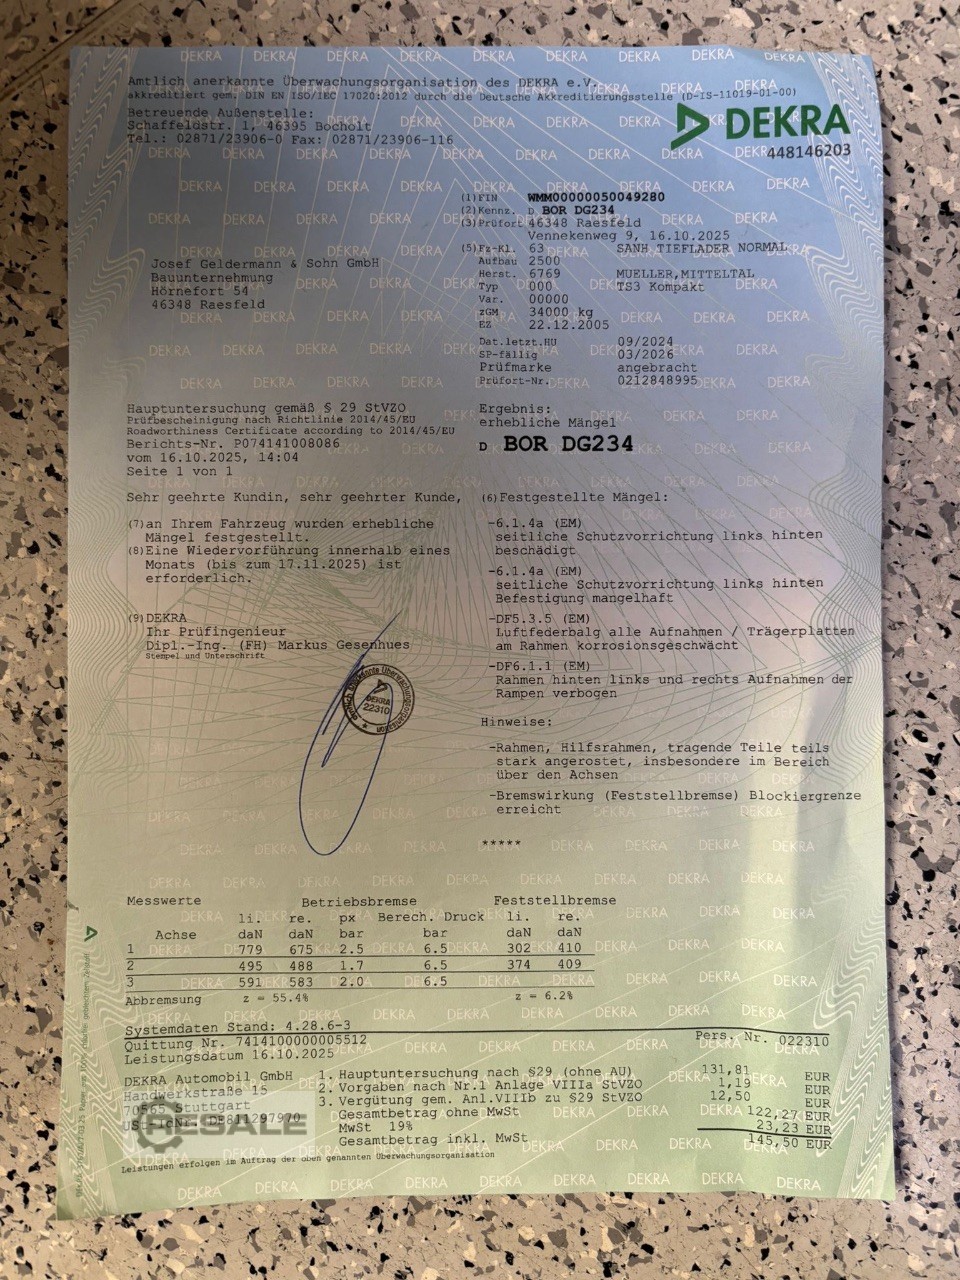 Amtlich anerkannte Überwachungsorganisation des DEKRA e.V.
akkreditiert gem. DIN EN ISO/IEC 17020:2012 durch die Deutsche Akkreditierungsstelle (D-IS-11019-01-00)
Betreuende Außenstelle:
Schaffeldstr. 1, 46395 Bocholt
Tel.: 02871/23906-0 Fax: 02871/23906-116
DEKRA
448146203
(1) FIN WMM00000050049280
(2) Kennz. D BOR DG234
(3) Prüfort 46348 Raesfeld
Vennekenweg 9, 16.10.2025
(5) Fz-Kl. 63 SANH.TIEFLADER NORMAL
Aufbau 2500
Herst. 6769 MUELLER,MITTELTAL
Typ 000 TS3 Kompakt
Var. 00000
zGM 34000 kg
EZ 22.12.2005
Josef Geldermann & Sohn GmbH
Bauunternehmung
Hörnefort 54
46348 Raesfeld
Dat.letzt.HU 09/2024
SP-fällig 03/2026
Prüfmarke angebracht
Prüfort-Nr. 0212848995
Hauptuntersuchung gemäß § 29 StVZO
Prüfbescheinigung nach Richtlinie 2014/45/EU
Roadworthiness Certificate according to 2014/45/EU
Berichts-Nr. P074141008086
vom 16.10.2025, 14:04
Seite 1 von 1
Ergebnis:
erhebliche Mängel
D BOR DG234
Sehr geehrte Kundin, sehr geehrter Kunde,
(7) an Ihrem Fahrzeug wurden erhebliche
Mängel festgestellt.
(8) Eine Wiedervorführung innerhalb eines
Monats (bis zum 17.11.2025) ist
erforderlich.
(9) DEKRA
Ihr Prüfingenieur
Dipl.-Ing. (FH) Markus Gesenhues
Stempel und Unterschrift
DEKRA
22310
(6) Festgestellte Mängel:
-6.1.4a (EM)
seitliche Schutzvorrichtung links hinten
beschädigt
-6.1.4a (EM)
seitliche Schutzvorrichtung links hinten
Befestigung mangelhaft
-DF5.3.5 (EM)
Luftfederbalg alle Aufnahmen / Trägerplatten
am Rahmen korrosionsgeschwächt
-DF6.1.1 (EM)
Rahmen hinten links und rechts Aufnahmen der
Rampen verbogen
Hinweise:
-Rahmen, Hilfsrahmen, tragende Teile teils
stark angerostet, insbesondere im Bereich
über den Achsen
-Bremswirkung (Feststellbremse) Blockiergrenze
erreicht
*****
Messwerte Betriebsbremse Feststellbremse
li. re. px Berech. Druck li. re.
Achse daN daN bar bar daN daN
1 779 675 2.5 6.5 302 410
2 495 488 1.7 6.5 374 409
3 591 583 2.0 6.5
Abbremsung z = 55.4% z = 6.2%
Systemdaten Stand: 4.28.6-3
Quittung Nr. 7414100000005512 Pers. Nr. 022310
Leistungsdatum 16.10.2025
DEKRA Automobil GmbH
Handwerkstraße 15
70565 Stuttgart
USt-IdNr. DE811297970
1. Hauptuntersuchung nach §29 (ohne AU) 131,81 EUR
2. Vorgaben nach Nr.1 Anlage VIIIa StVZO 1,19 EUR
3. Vergütung gem. Anl.VIIIb zu §29 StVZO 12,50 EUR
Gesamtbetrag ohne MwSt 122,27 EUR
MwSt 19% 23,23 EUR
Gesamtbetrag inkl. MwSt 145,50 EUR
Leistungen erfolgen im Auftrag der oben genannten Überwachungsorganisation
RESALE